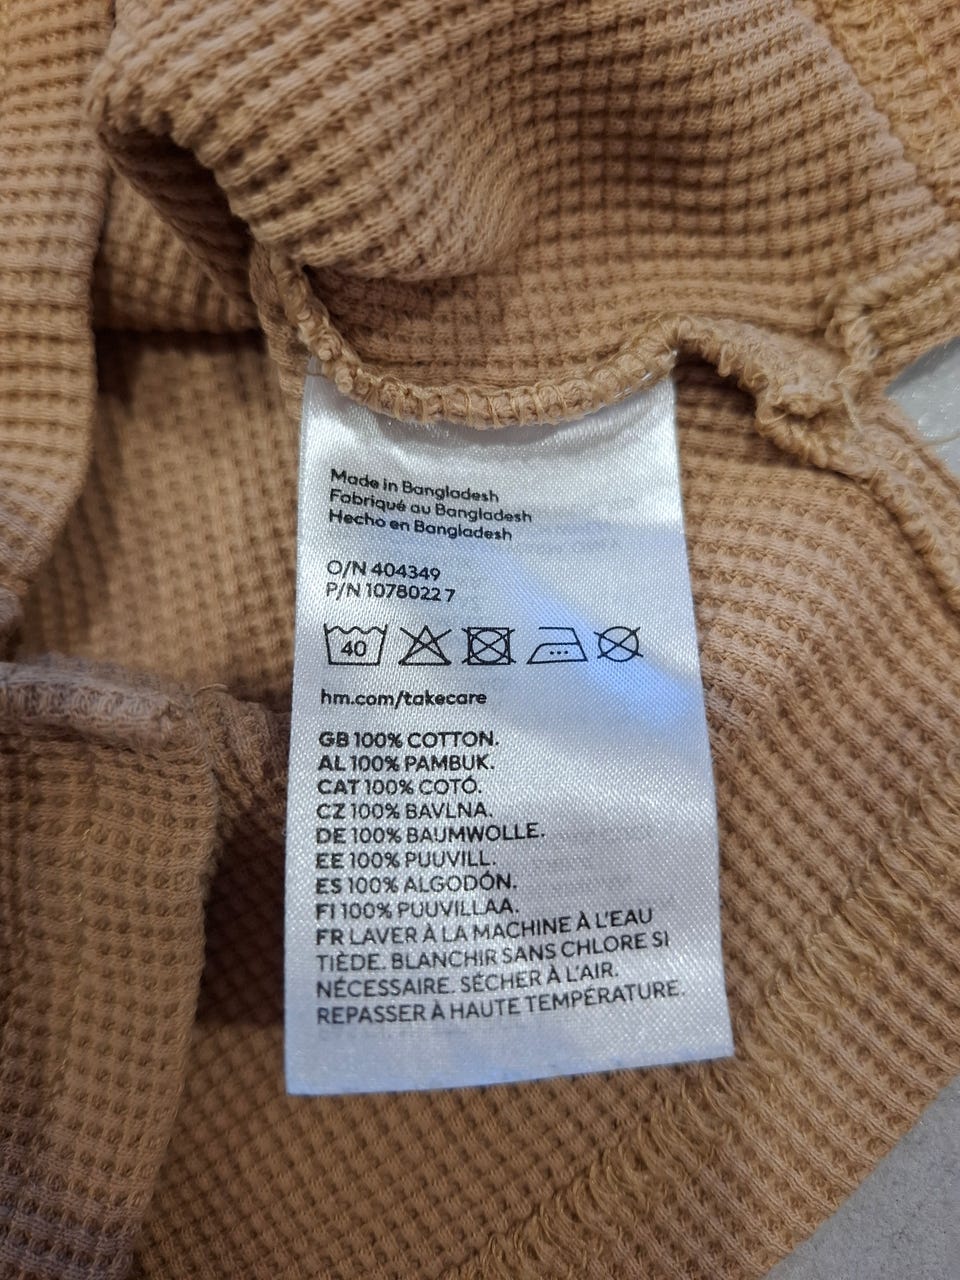 Made in Bangladesh
Fabriqué au Bangladesh
Hecho en Bangladesh
O/N 404349
P/N 10780227
40
hm.com/takecare
GB 100% COTTON.
AL 100% PAMBUK.
CAT 100% COTÓ.
CZ 100% BAVLNA.
DE 100% BAUMWOLLE.
EE 100% PUUVILL.
ES 100% ALGODÓN.
FI 100% PUUVILLAA.
FR LAVER À LA MACHINE À L'EAU
TIÈDE. BLANCHIR SANS CHLORE SI
NÉCESSAIRE. SÉCHER À L'AIR.
REPASSER À HAUTE TEMPÉRATURE.